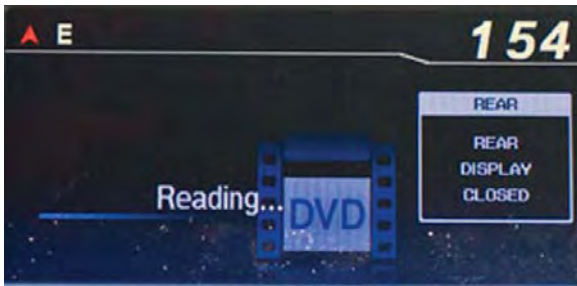 E
154
REAR
REAR
DISPLAY
CLOSED
Reading...
DVD